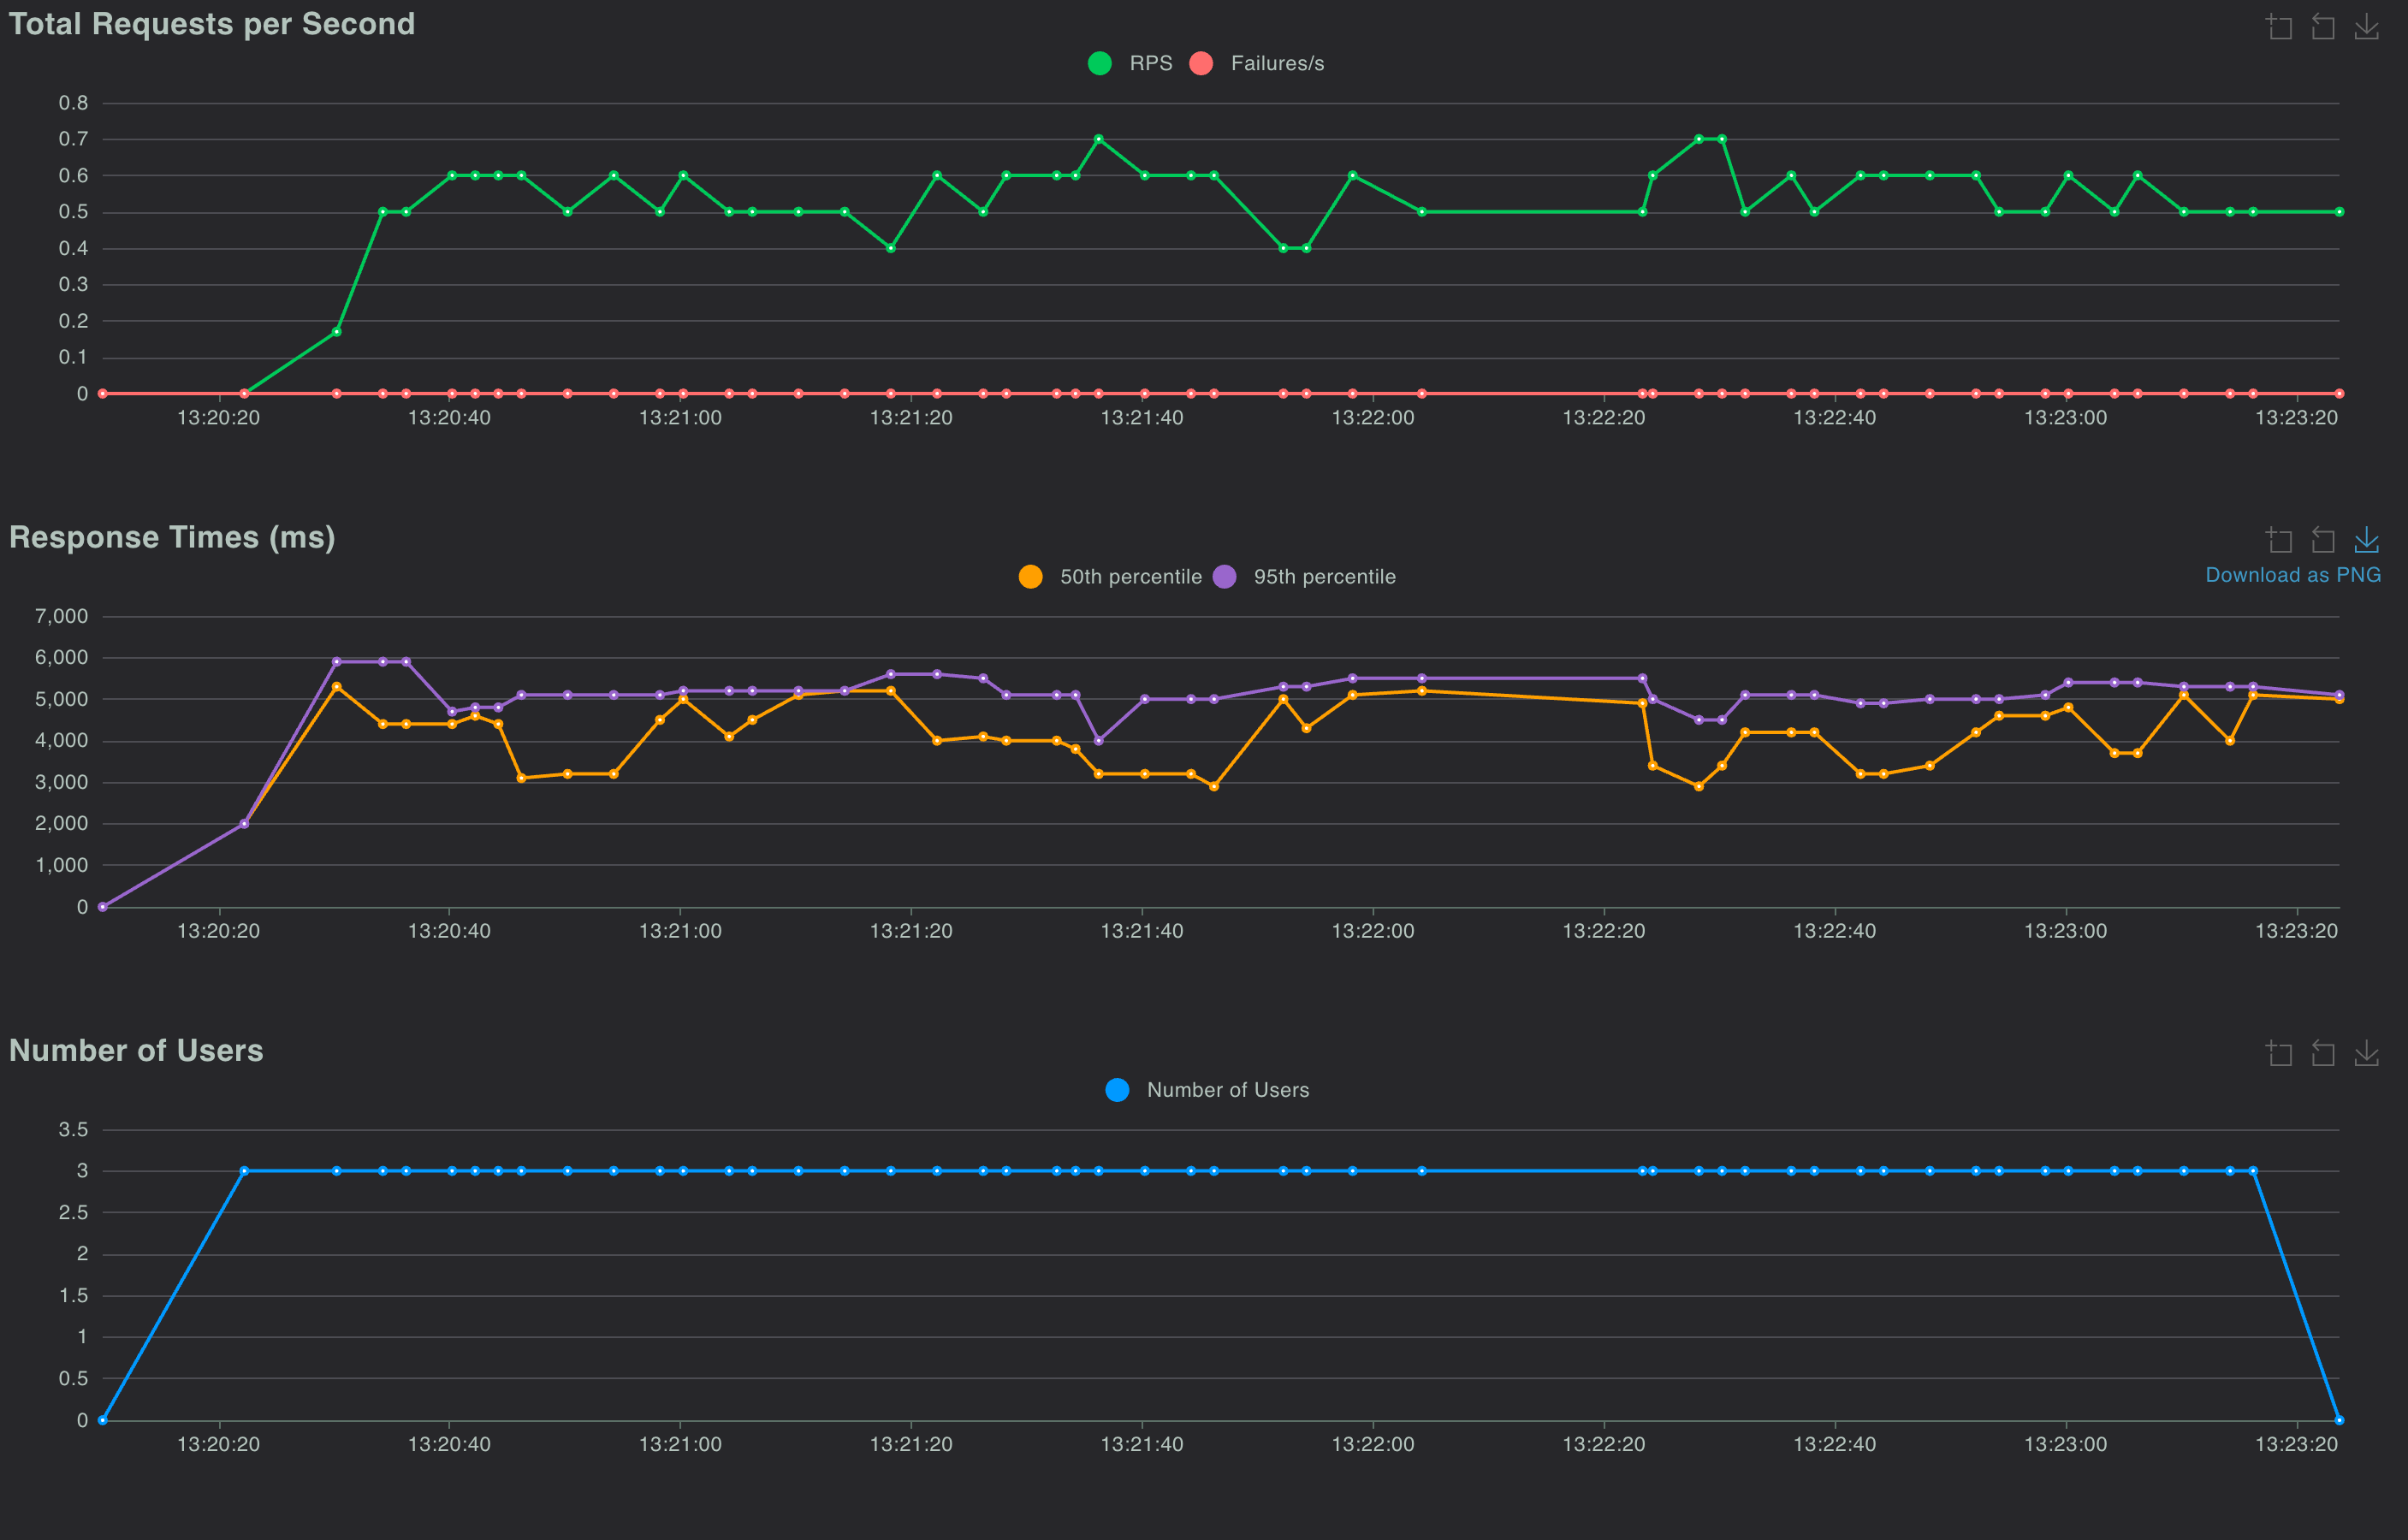 Total Requests per Second
RPS Failures/s
0.8
0.7
0.6
0.5
0.4
0.3
0.2
0.1
0
13:20:20 13:20:40 13:21:00 13:21:20 13:21:40 13:22:00 13:22:20 13:22:40 13:23:00 13:23:20
Response Times (ms)
Download as PNG
50th percentile 95th percentile
7,000
6,000
5,000
4,000
3,000
2,000
1,000
0
13:20:20 13:20:40 13:21:00 13:21:20 13:21:40 13:22:00 13:22:20 13:22:40 13:23:00 13:23:20
Number of Users
Number of Users
3.5
3
2.5
2
1.5
1
0.5
0
13:20:20 13:20:40 13:21:00 13:21:20 13:21:40 13:22:00 13:22:20 13:22:40 13:23:00 13:23:20